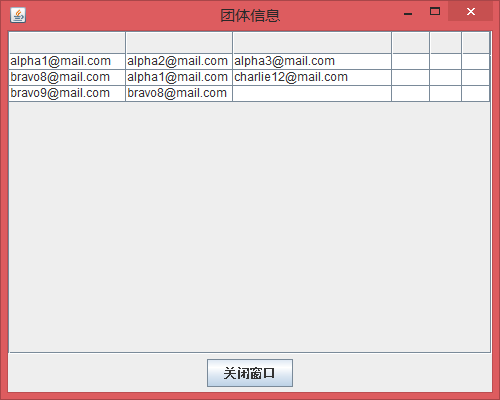 团体信息
alpha1@mail.com alpha2@mail.com alpha3@mail.com
bravo8@mail.com alpha1@mail.com charlie12@mail.com
bravo9@mail.com bravo8@mail.com
关闭窗口